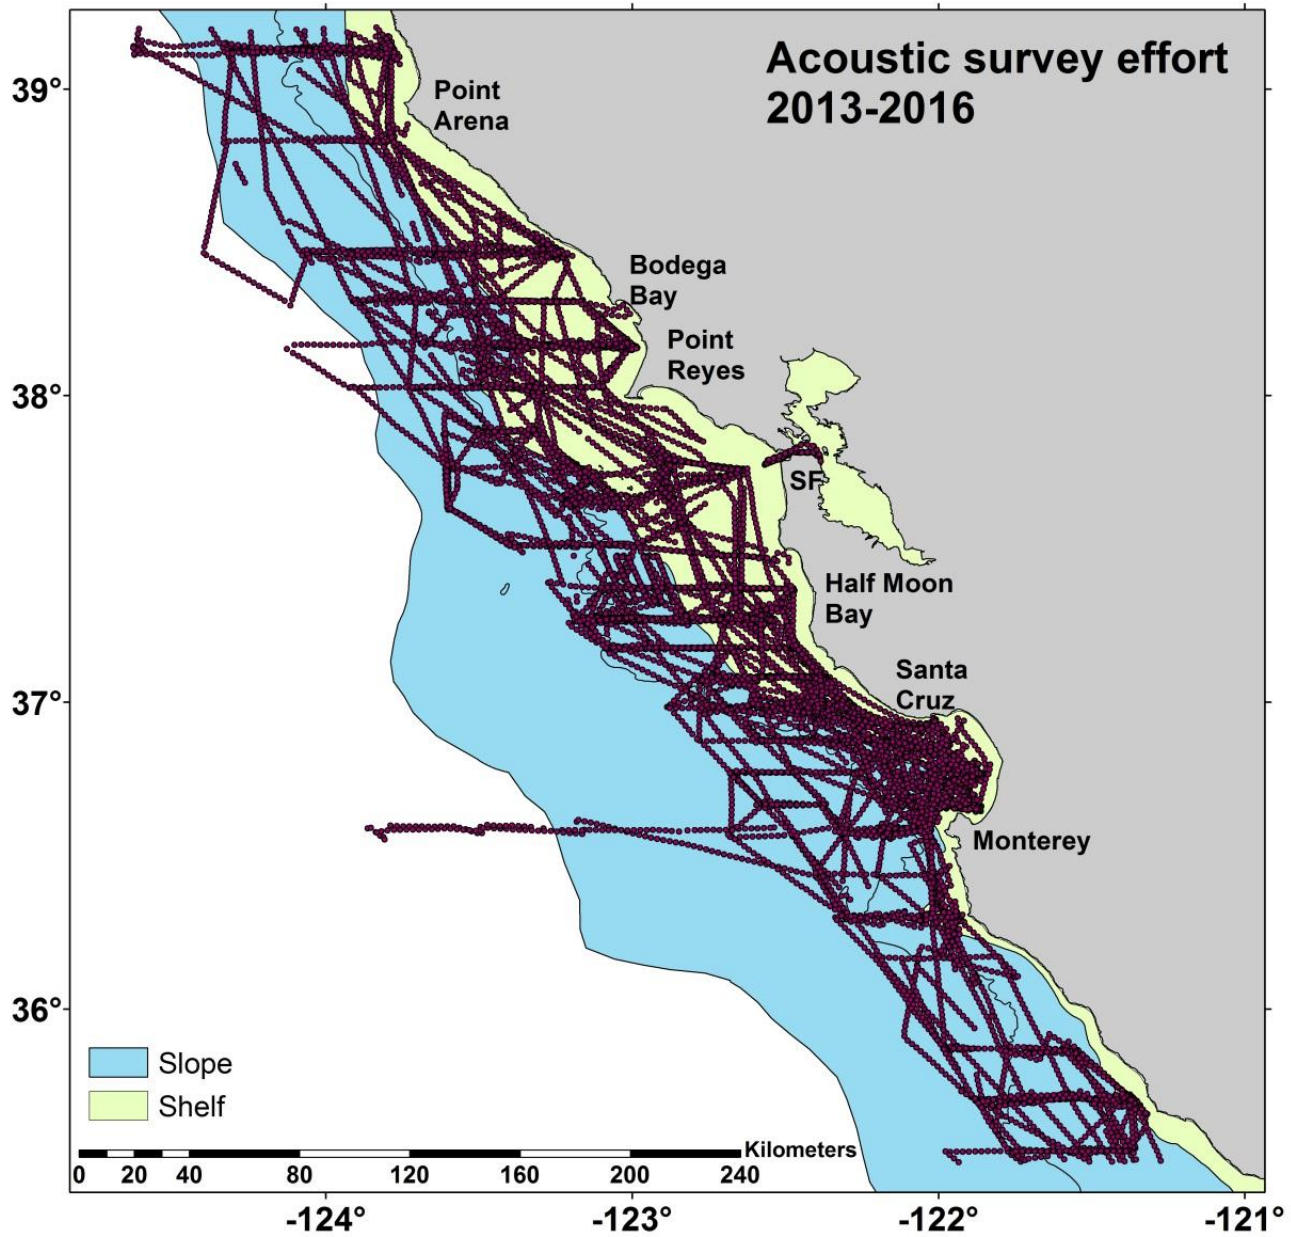 Acoustic survey effort
2013-2016
39°
Point
Arena
Bodega
Bay
Point
Reyes
38°
SF
Half Moon
Bay
Santa
Cruz
37°
Monterey
36°
Slope
Shelf
Kilometers
0 20 40 80 120 160 200 240
-124° -123° -122° -121°